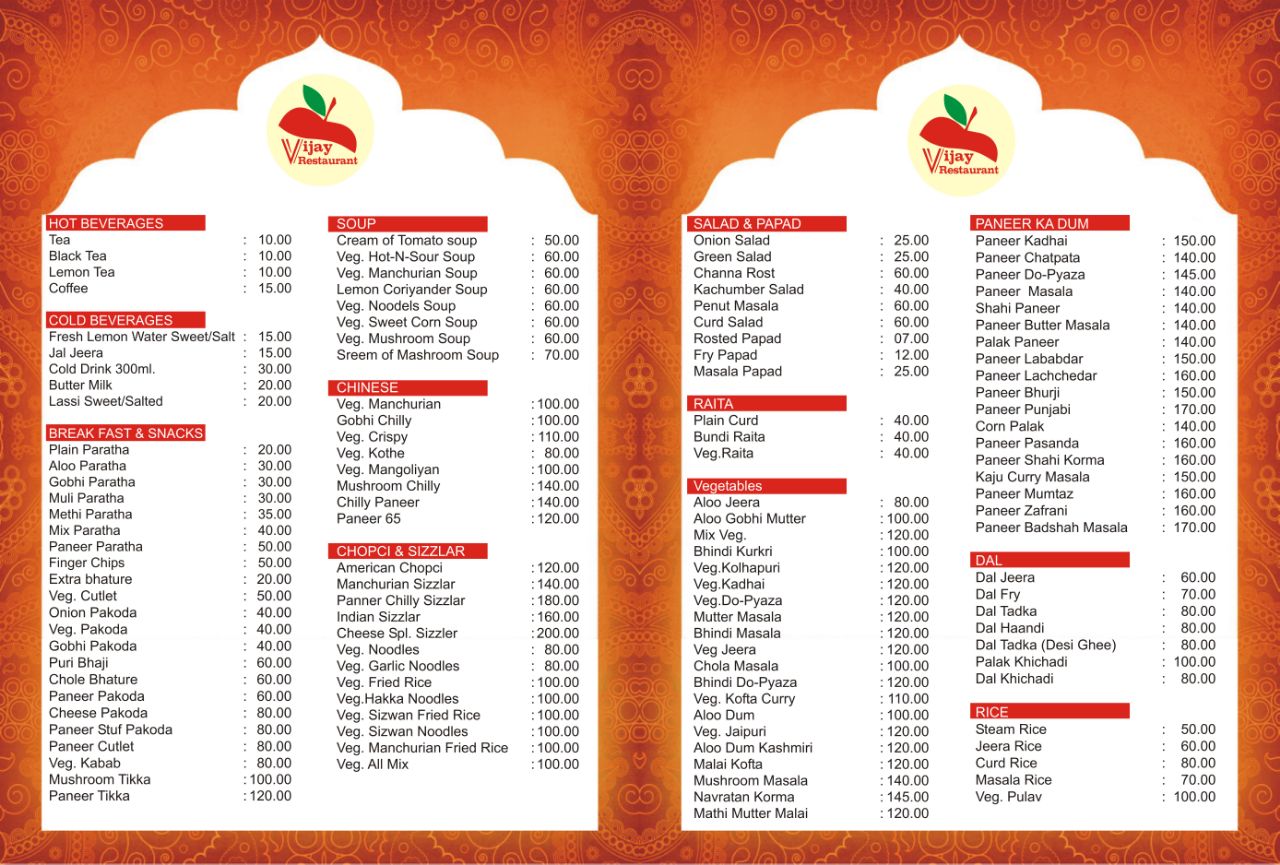 Vijay
Restaurant
HOT BEVERAGES
Tea : 10.00
Black Tea : 10.00
Lemon Tea : 10.00
Coffee : 15.00
COLD BEVERAGES
Fresh Lemon Water Sweet/Salt : 15.00
Jal Jeera : 15.00
Cold Drink 300ml. : 30.00
Butter Milk : 20.00
Lassi Sweet/Salted : 20.00
BREAK FAST & SNACKS
Plain Paratha : 20.00
Aloo Paratha : 30.00
Gobhi Paratha : 30.00
Muli Paratha : 30.00
Methi Paratha : 35.00
Mix Paratha : 40.00
Paneer Paratha : 50.00
Finger Chips : 50.00
Extra bhature : 20.00
Veg. Cutlet : 50.00
Onion Pakoda : 40.00
Veg. Pakoda : 40.00
Gobhi Pakoda : 40.00
Puri Bhaji : 60.00
Chole Bhature : 60.00
Paneer Pakoda : 60.00
Cheese Pakoda : 80.00
Paneer Stuf Pakoda : 80.00
Paneer Cutlet : 80.00
Veg. Kabab : 80.00
Mushroom Tikka : 100.00
Paneer Tikka : 120.00
SOUP
Cream of Tomato soup : 50.00
Veg. Hot-N-Sour Soup : 60.00
Veg. Manchurian Soup : 60.00
Lemon Coriyander Soup : 60.00
Veg. Noodels Soup : 60.00
Veg. Sweet Corn Soup : 60.00
Veg. Mushroom Soup : 60.00
Sreem of Mashroom Soup : 70.00
CHINESE
Veg. Manchurian : 100.00
Gobhi Chilly : 100.00
Veg. Crispy : 110.00
Veg. Kothe : 80.00
Veg. Mangoliyan : 100.00
Mushroom Chilly : 140.00
Chilly Paneer : 140.00
Paneer 65 : 120.00
CHOPCI & SIZZLAR
American Chopci : 120.00
Manchurian Sizzlar : 140.00
Panner Chilly Sizzlar : 180.00
Indian Sizzlar : 160.00
Cheese Spl. Sizzler : 200.00
Veg. Noodles : 80.00
Veg. Garlic Noodles : 80.00
Veg. Fried Rice : 100.00
Veg.Hakka Noodles : 100.00
Veg. Sizwan Fried Rice : 100.00
Veg. Sizwan Noodles : 100.00
Veg. Manchurian Fried Rice : 100.00
Veg. All Mix : 100.00
Vijay
Restaurant
SALAD & PAPAD
Onion Salad : 25.00
Green Salad : 25.00
Channa Rost : 60.00
Kachumber Salad : 40.00
Penut Masala : 60.00
Curd Salad : 60.00
Rosted Papad : 07.00
Fry Papad : 12.00
Masala Papad : 25.00
RAITA
Plain Curd : 40.00
Bundi Raita : 40.00
Veg.Raita : 40.00
Vegetables
Aloo Jeera : 80.00
Aloo Gobhi Mutter : 100.00
Mix Veg. : 120.00
Bhindi Kurkri : 100.00
Veg.Kolhapuri : 120.00
Veg.Kadhai : 120.00
Veg.Do-Pyaza : 120.00
Mutter Masala : 120.00
Bhindi Masala : 120.00
Veg Jeera : 120.00
Chola Masala : 100.00
Bhindi Do-Pyaza : 120.00
Veg. Kofta Curry : 110.00
Aloo Dum : 100.00
Veg. Jaipuri : 120.00
Aloo Dum Kashmiri : 120.00
Malai Kofta : 120.00
Mushroom Masala : 140.00
Navratan Korma : 145.00
Mathi Mutter Malai : 120.00
PANEER KA DUM
Paneer Kadhai : 150.00
Paneer Chatpata : 140.00
Paneer Do-Pyaza : 145.00
Paneer Masala : 140.00
Shahi Paneer : 140.00
Paneer Butter Masala : 140.00
Palak Paneer : 140.00
Paneer Lababdar : 150.00
Paneer Lachchedar : 160.00
Paneer Bhurji : 150.00
Paneer Punjabi : 170.00
Corn Palak : 140.00
Paneer Pasanda : 160.00
Paneer Shahi Korma : 160.00
Kaju Curry Masala : 150.00
Paneer Mumtaz : 160.00
Paneer Zafrani : 160.00
Paneer Badshah Masala : 170.00
DAL
Dal Jeera : 60.00
Dal Fry : 70.00
Dal Tadka : 80.00
Dal Haandi : 80.00
Dal Tadka (Desi Ghee) : 80.00
Palak Khichadi : 100.00
Dal Khichadi : 80.00
RICE
Steam Rice : 50.00
Jeera Rice : 60.00
Curd Rice : 80.00
Masala Rice : 70.00
Veg. Pulav : 100.00